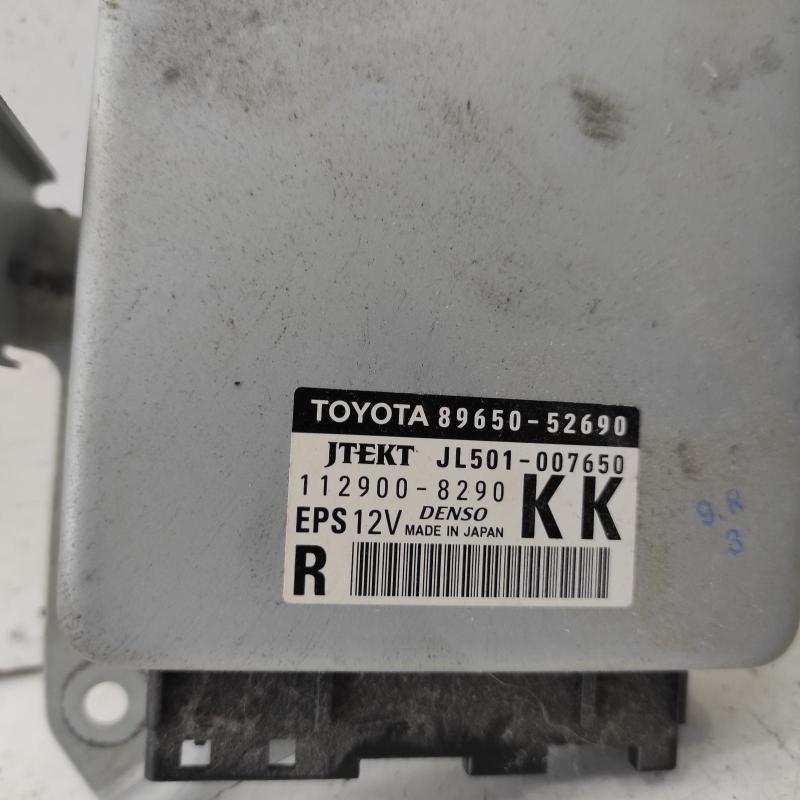 TOYOTA 89650-52690
JTEKT JL501-007650
112900-8290 KK
EPS 12V DENSO MADE IN JAPAN
R
9.R
3